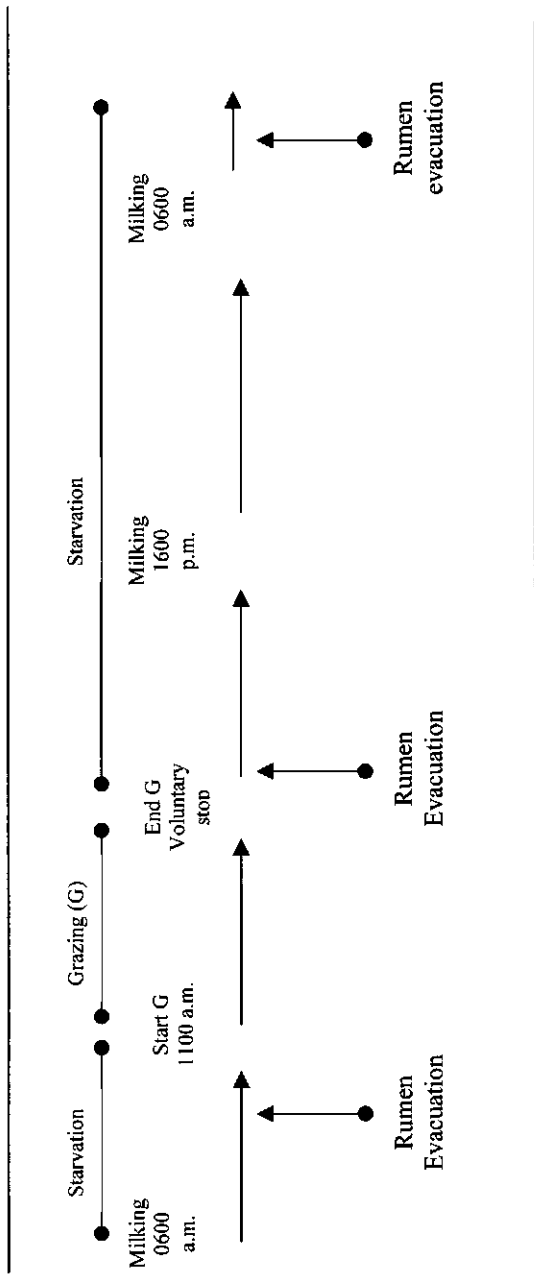 Starvation
Grazing (G)
Starvation
Milking
0600
a.m.
Start G
1100 a.m.
End G
Voluntary
stop
Milking
1600
p.m.
Milking
0600
a.m.
Rumen
Evacuation
Rumen
Evacuation
Rumen
evacuation